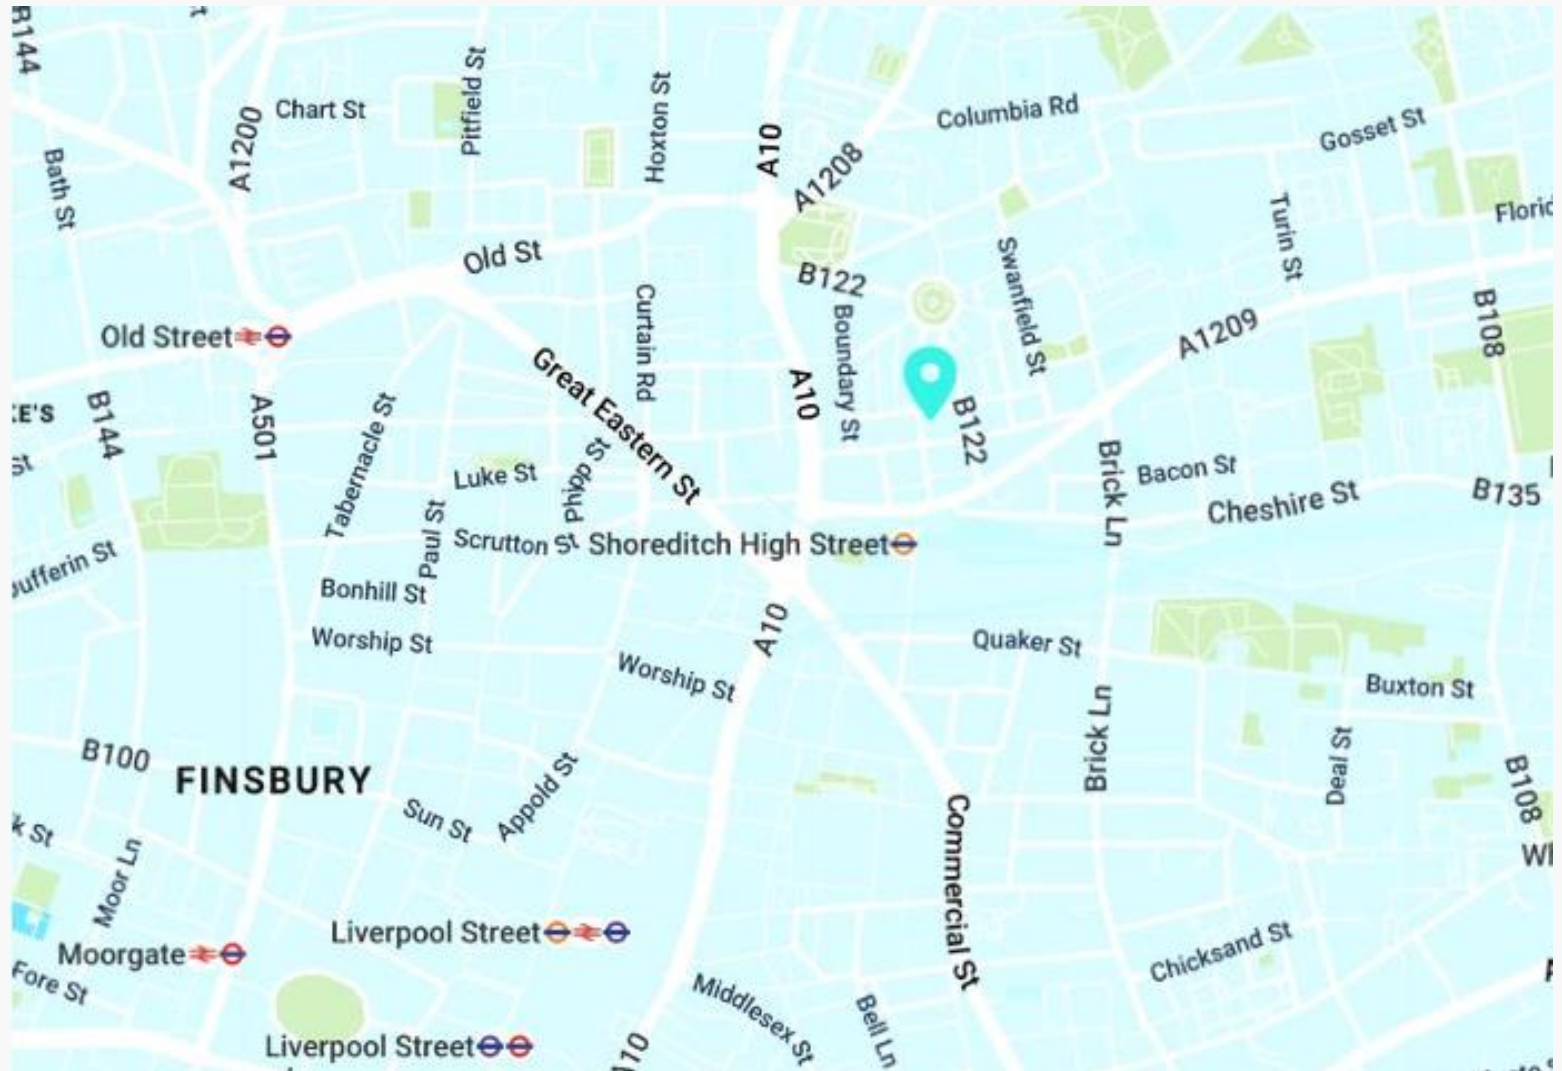 B144
A1200
Chart St
Pitfield St
Hoxton St
A10
A1208
Columbia Rd
Gosset St
Bath St
Turin St
Old St
B122
Swanfield St
Curtain Rd
Boundary St
A1209
B108
Old Street
Great Eastern St
A10
B144
A501
Tabernacle St
B122
Brick Ln
Bacon St
Cheshire St
B135
St
Luke St
Phipp St
Paul St
Scrutton St
Shoreditch High Street
Bonhill St
Worship St
Worship St
A10
Quaker St
Buxton St
Brick Ln
Deal St
B100
FINSBURY
Appold St
Sun St
B108
Commercial St
k St
Moor Ln
Liverpool Street
Moorgate
Chicksand St
Fore St
Middlesex St
Bell Ln
Liverpool Street